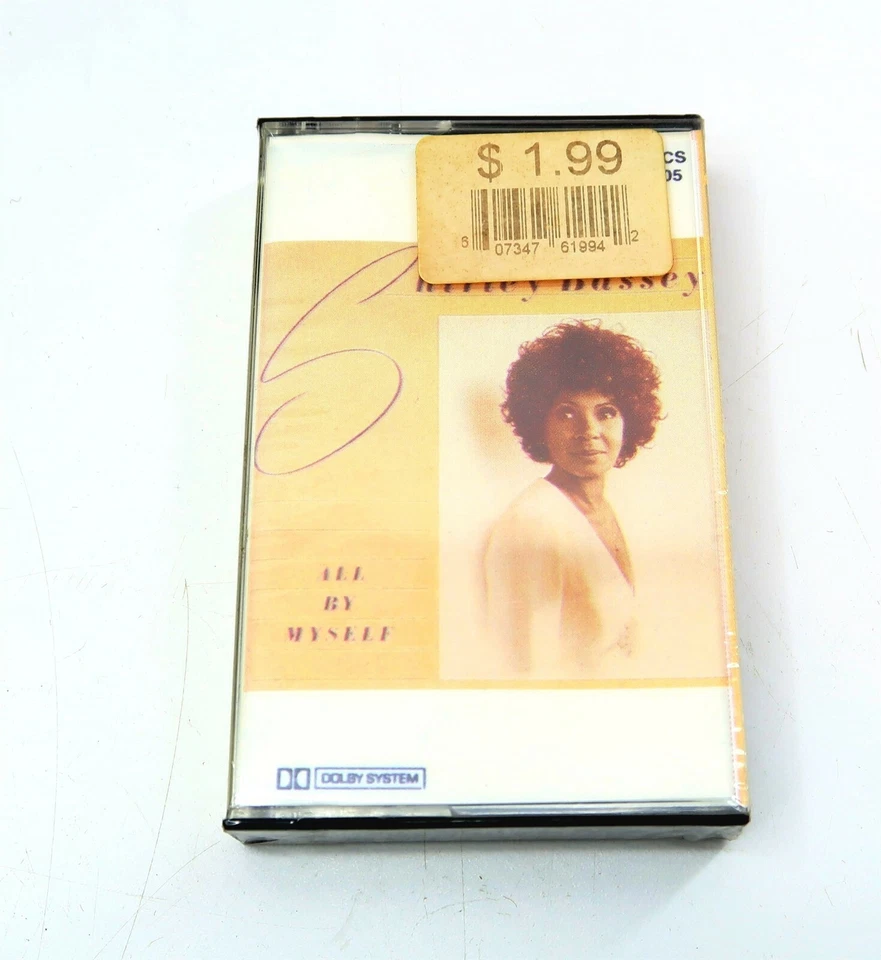 $ 1.99
6 07347 61994 2
CS
05
Shirley Bassey
ALL
BY
MYSELF
DOLBY SYSTEM